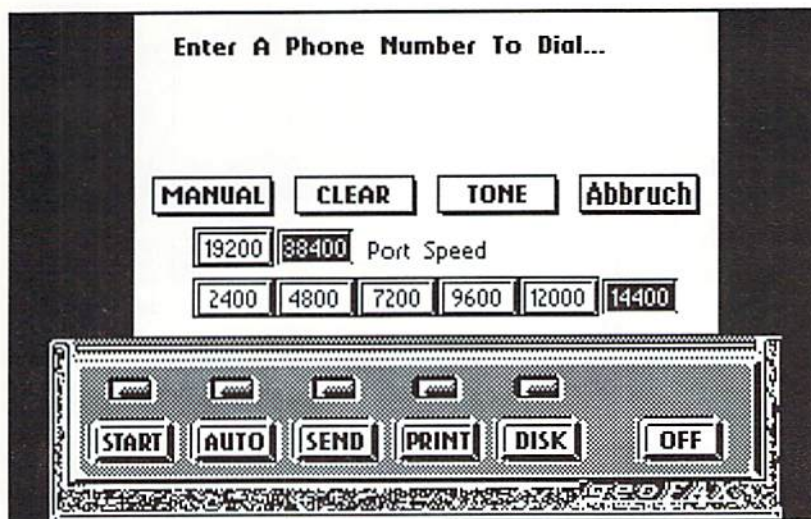 Enter A Phone Number To Dial...
MANUAL CLEAR TONE Abbruch
19200 38400 Port Speed
2400 4800 7200 9600 12000 14400
START AUTO SEND PRINT DISK OFF
geoFAX